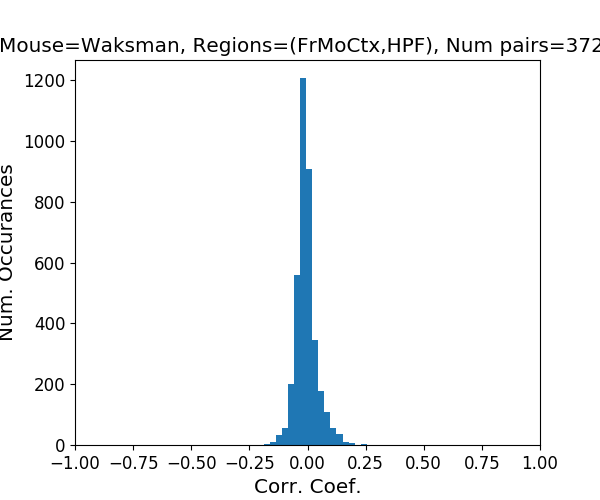 Mouse=Waksman, Regions=(FrMoCtx,HPF), Num pairs=372
1200
1000
800
600
400
200
0
Num. Occurances
−1.00 −0.75 −0.50 −0.25 0.00 0.25 0.50 0.75 1.00
Corr. Coef.